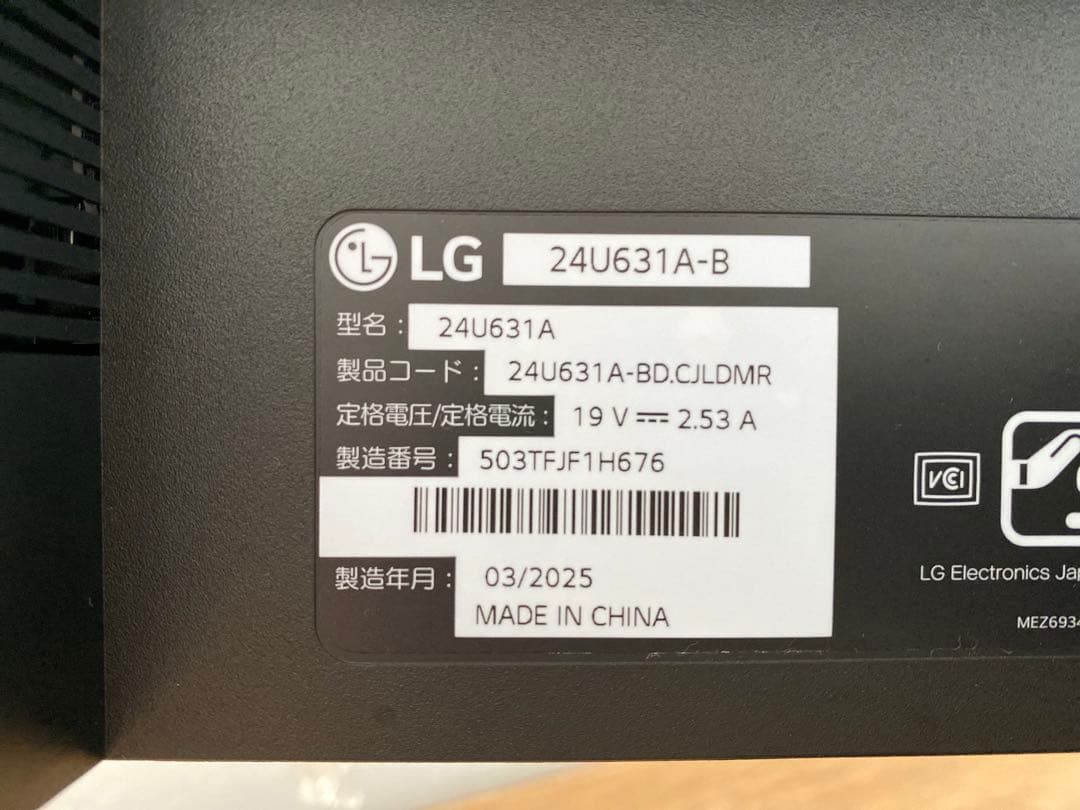 LG 24U631A-B
型名： 24U631A
製品コード： 24U631A-BD.CJLDMR
定格電圧/定格電流： 19 V ⎓ 2.53 A
製造番号： 503TFJF1H676
製造年月： 03/2025
MADE IN CHINA
VCI
LG Electronics
MEZ6934